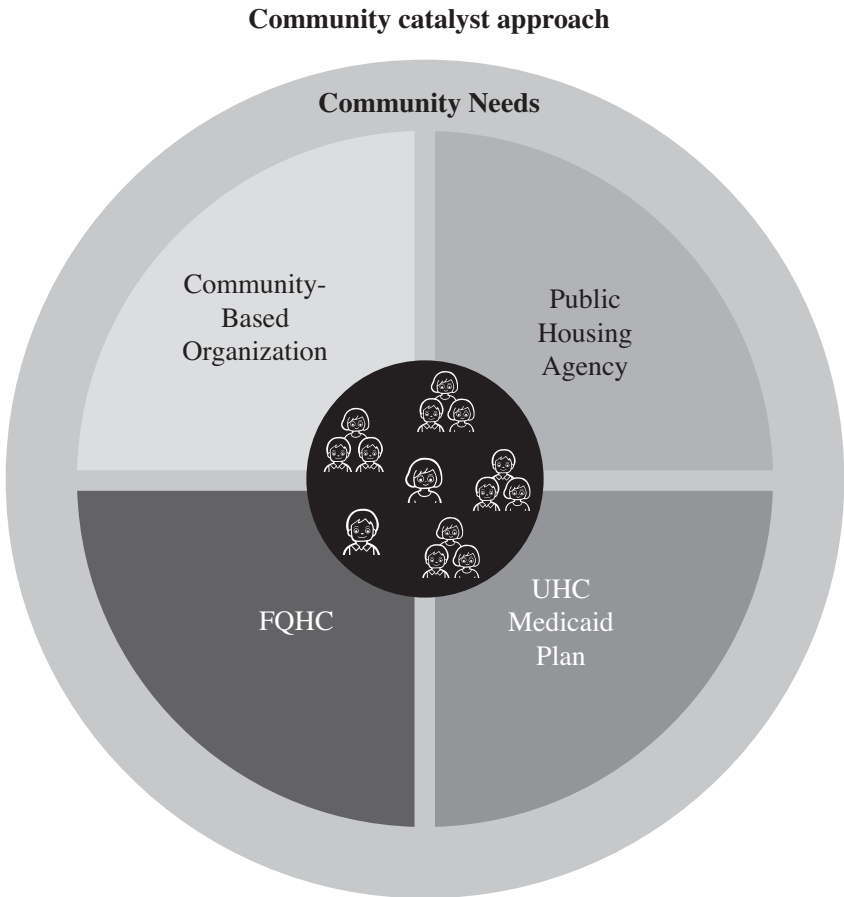 Community catalyst approach
Community Needs
Community-
Based
Organization
Public
Housing
Agency
FQHC
UHC
Medicaid
Plan